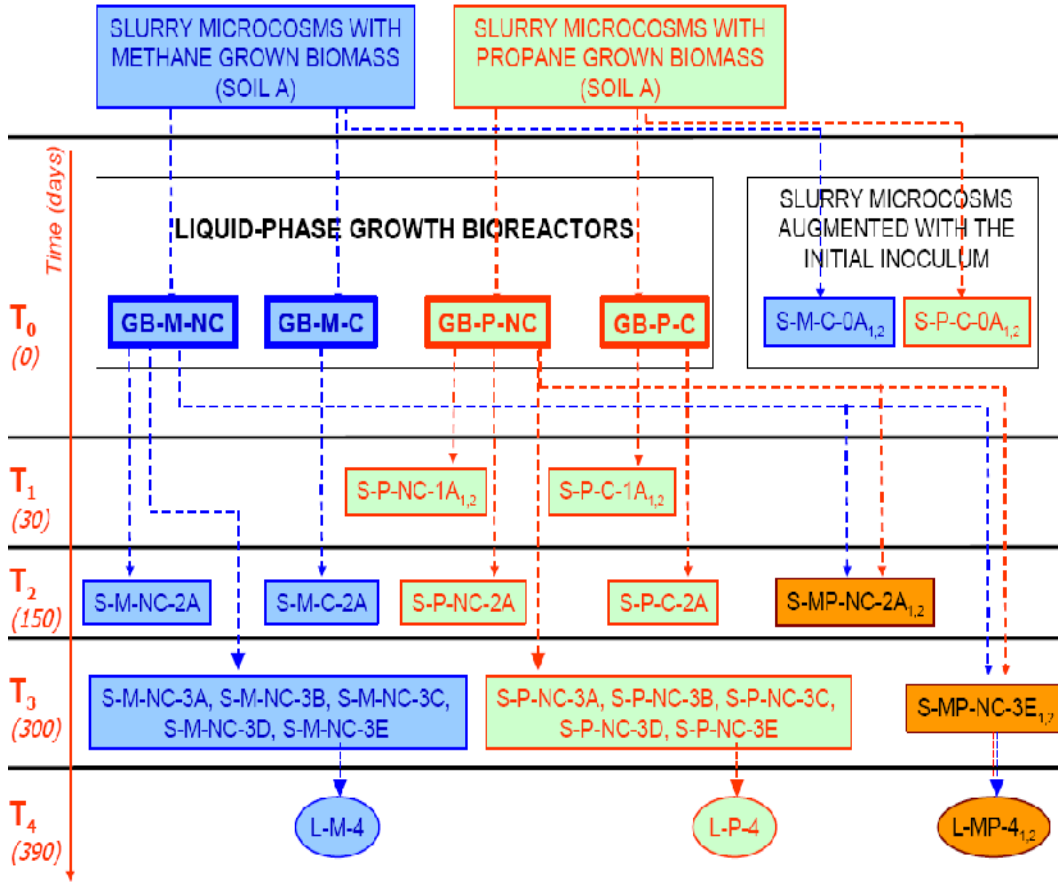 SLURRY MICROCOSMS WITH
METHANE GROWN BIOMASS
(SOIL A)
SLURRY MICROCOSMS WITH
PROPANE GROWN BIOMASS
(SOIL A)
Time (days)
LIQUID-PHASE GROWTH BIOREACTORS
SLURRY MICROCOSMS
AUGMENTED WITH THE
INITIAL INOCULUM
T0
(0)
GB-M-NC
GB-M-C
GB-P-NC
GB-P-C
S-M-C-0A1,2
S-P-C-0A1,2
T1
(30)
S-P-NC-1A1,2
S-P-C-1A1,2
T2
(150)
S-M-NC-2A
S-M-C-2A
S-P-NC-2A
S-P-C-2A
S-MP-NC-2A1,2
T3
(300)
S-M-NC-3A, S-M-NC-3B, S-M-NC-3C,
S-M-NC-3D, S-M-NC-3E
S-P-NC-3A, S-P-NC-3B, S-P-NC-3C,
S-P-NC-3D, S-P-NC-3E
S-MP-NC-3E1,2
T4
(390)
L-M-4
L-P-4
L-MP-41,2